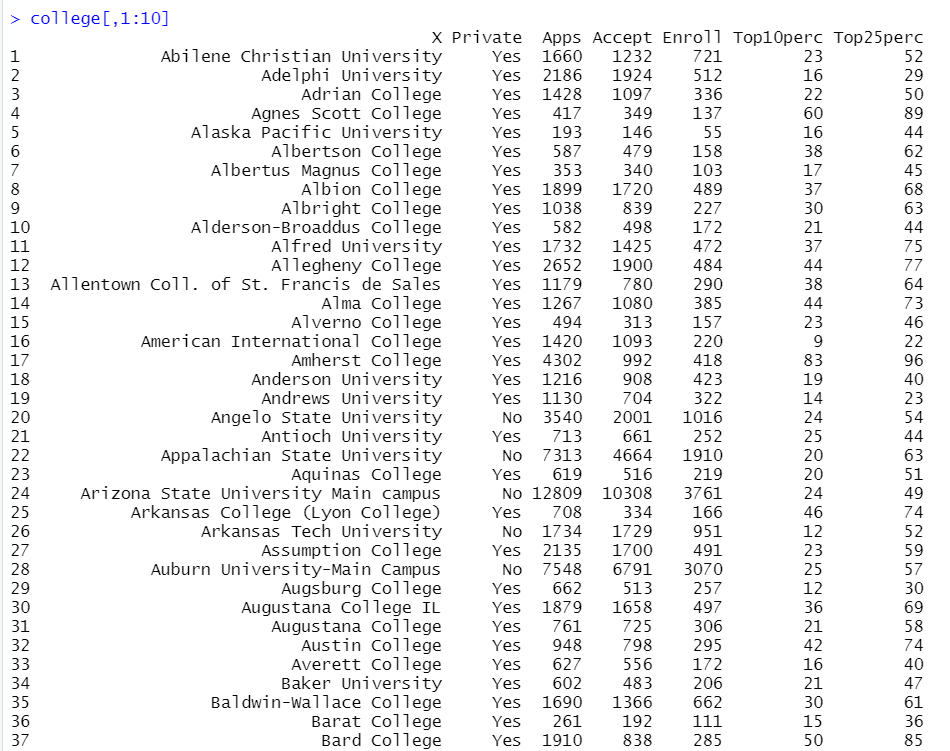 > college[,1:10]
X Private Apps Accept Enroll Top10perc Top25perc
1 Abilene Christian University Yes 1660 1232 721 23 52
2 Adelphi University Yes 2186 1924 512 16 29
3 Adrian College Yes 1428 1097 336 22 50
4 Agnes Scott College Yes 417 349 137 60 89
5 Alaska Pacific University Yes 193 146 55 16 44
6 Albertson College Yes 587 479 158 38 62
7 Albertus Magnus College Yes 353 340 103 17 45
8 Albion College Yes 1899 1720 489 37 68
9 Albright College Yes 1038 839 227 30 63
10 Alderson-Broaddus College Yes 582 498 172 21 44
11 Alfred University Yes 1732 1425 472 37 75
12 Allegheny College Yes 2652 1900 484 44 77
13 Allentown Coll. of St. Francis de Sales Yes 1179 780 290 38 64
14 Alma College Yes 1267 1080 385 44 73
15 Alverno College Yes 494 313 157 23 46
16 American International College Yes 1420 1093 220 9 22
17 Amherst College Yes 4302 992 418 83 96
18 Anderson University Yes 1216 908 423 19 40
19 Andrews University Yes 1130 704 322 14 23
20 Angelo State University No 3540 2001 1016 24 54
21 Antioch University Yes 713 661 252 25 44
22 Appalachian State University No 7313 4664 1910 20 63
23 Aquinas College Yes 619 516 219 20 51
24 Arizona State University Main campus No 12809 10308 3761 24 49
25 Arkansas College (Lyon College) Yes 708 334 166 46 74
26 Arkansas Tech University No 1734 1729 951 12 52
27 Assumption College Yes 2135 1700 491 23 59
28 Auburn University-Main Campus No 7548 6791 3070 25 57
29 Augsburg College Yes 662 513 257 12 30
30 Augustana College IL Yes 1879 1658 497 36 69
31 Augustana College Yes 761 725 306 21 58
32 Austin College Yes 948 798 295 42 74
33 Averett College Yes 627 556 172 16 40
34 Baker University Yes 602 483 206 21 47
35 Baldwin-Wallace College Yes 1690 1366 662 30 61
36 Barat College Yes 261 192 111 15 36
37 Bard College Yes 1910 838 285 50 85